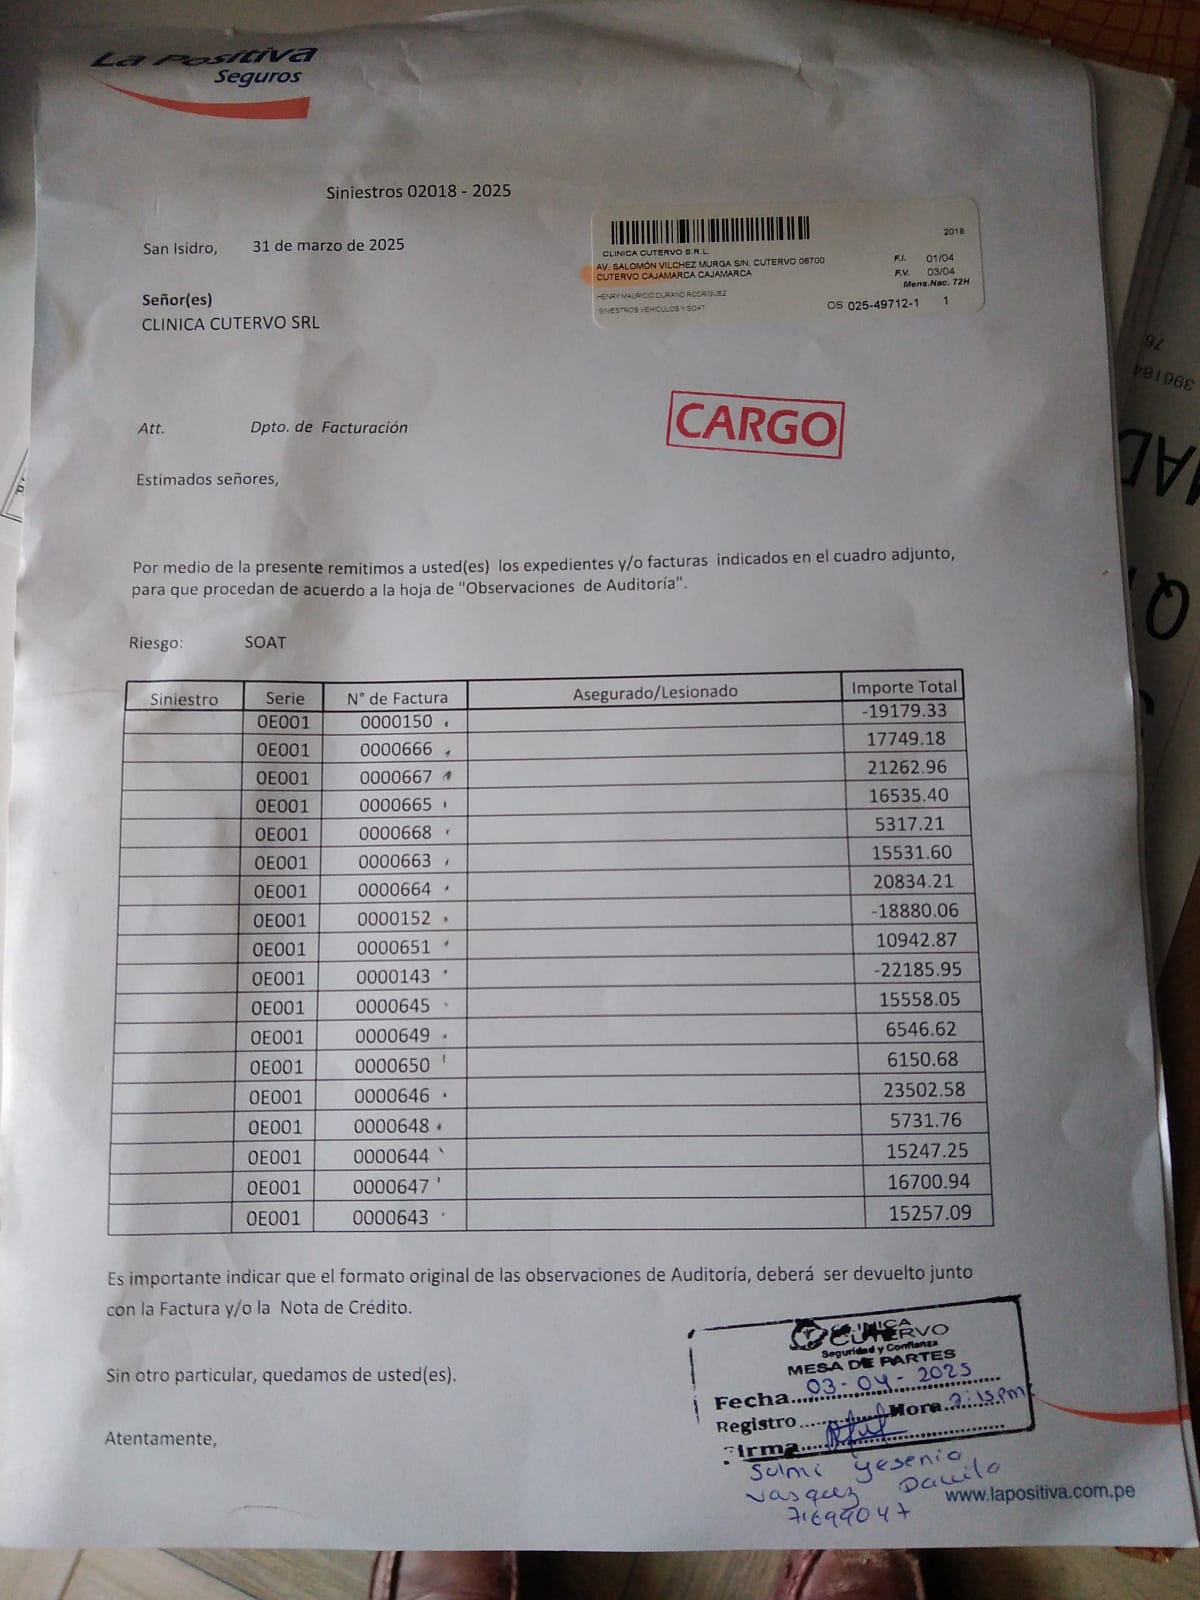 La Positiva
Seguros
Siniestros 02018 - 2025
San Isidro, 31 de marzo de 2025
2018
CLINICA CUTERVO S.R.L.
AV. SALOMÓN VILCHEZ MURGA S/N, CUTERVO 06700
CUTERVO CAJAMARCA CAJAMARCA
F.I. 01/04
F.V. 03/04
Mens.Nac. 72H
HENRY MAURICIO DURAND RODRIGUEZ
SINIESTROS VEHICULOS Y SOAT
OS 025-49712-1 1
Señor(es)
CLINICA CUTERVO SRL
CARGO
Att. Dpto. de Facturación
Estimados señores,
Por medio de la presente remitimos a usted(es) los expedientes y/o facturas indicados en el cuadro adjunto,
para que procedan de acuerdo a la hoja de "Observaciones de Auditoría".
Riesgo: SOAT
Siniestro Serie N° de Factura Asegurado/Lesionado Importe Total
0E001 0000150 -19179.33
0E001 0000666 17749.18
0E001 0000667 21262.96
0E001 0000665 16535.40
0E001 0000668 5317.21
0E001 0000663 15531.60
0E001 0000664 20834.21
0E001 0000152 -18880.06
0E001 0000651 10942.87
0E001 0000143 -22185.95
0E001 0000645 15558.05
0E001 0000649 6546.62
0E001 0000650 6150.68
0E001 0000646 23502.58
0E001 0000648 5731.76
0E001 0000644 15247.25
0E001 0000647 16700.94
0E001 0000643 15257.09
Es importante indicar que el formato original de las observaciones de Auditoría, deberá ser devuelto junto
con la Factura y/o la Nota de Crédito.
Sin otro particular, quedamos de usted(es).
Atentamente,
CLINICA
CUTERVO
Seguridad y Confianza
MESA DE PARTES
Fecha 03-04-2025
Registro Hora
Firma
Yesenia
Vasquez
www.lapositiva.com.pe
396184
76